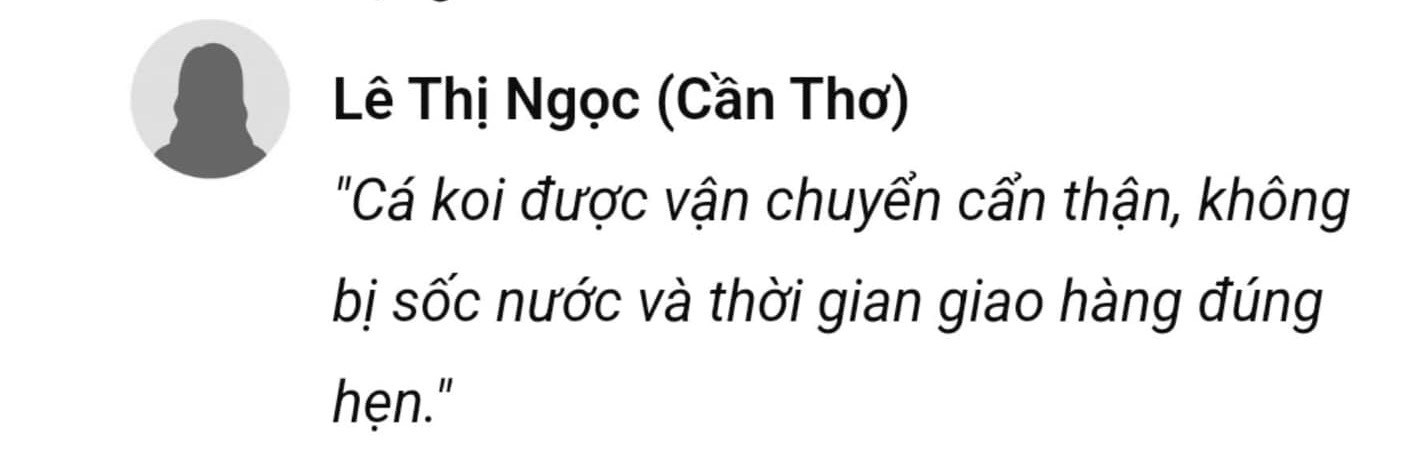 Lê Thị Ngọc (Cần Thơ)
"Cá koi được vận chuyển cẩn thận, không
bị sốc nước và thời gian giao hàng đúng
hẹn."